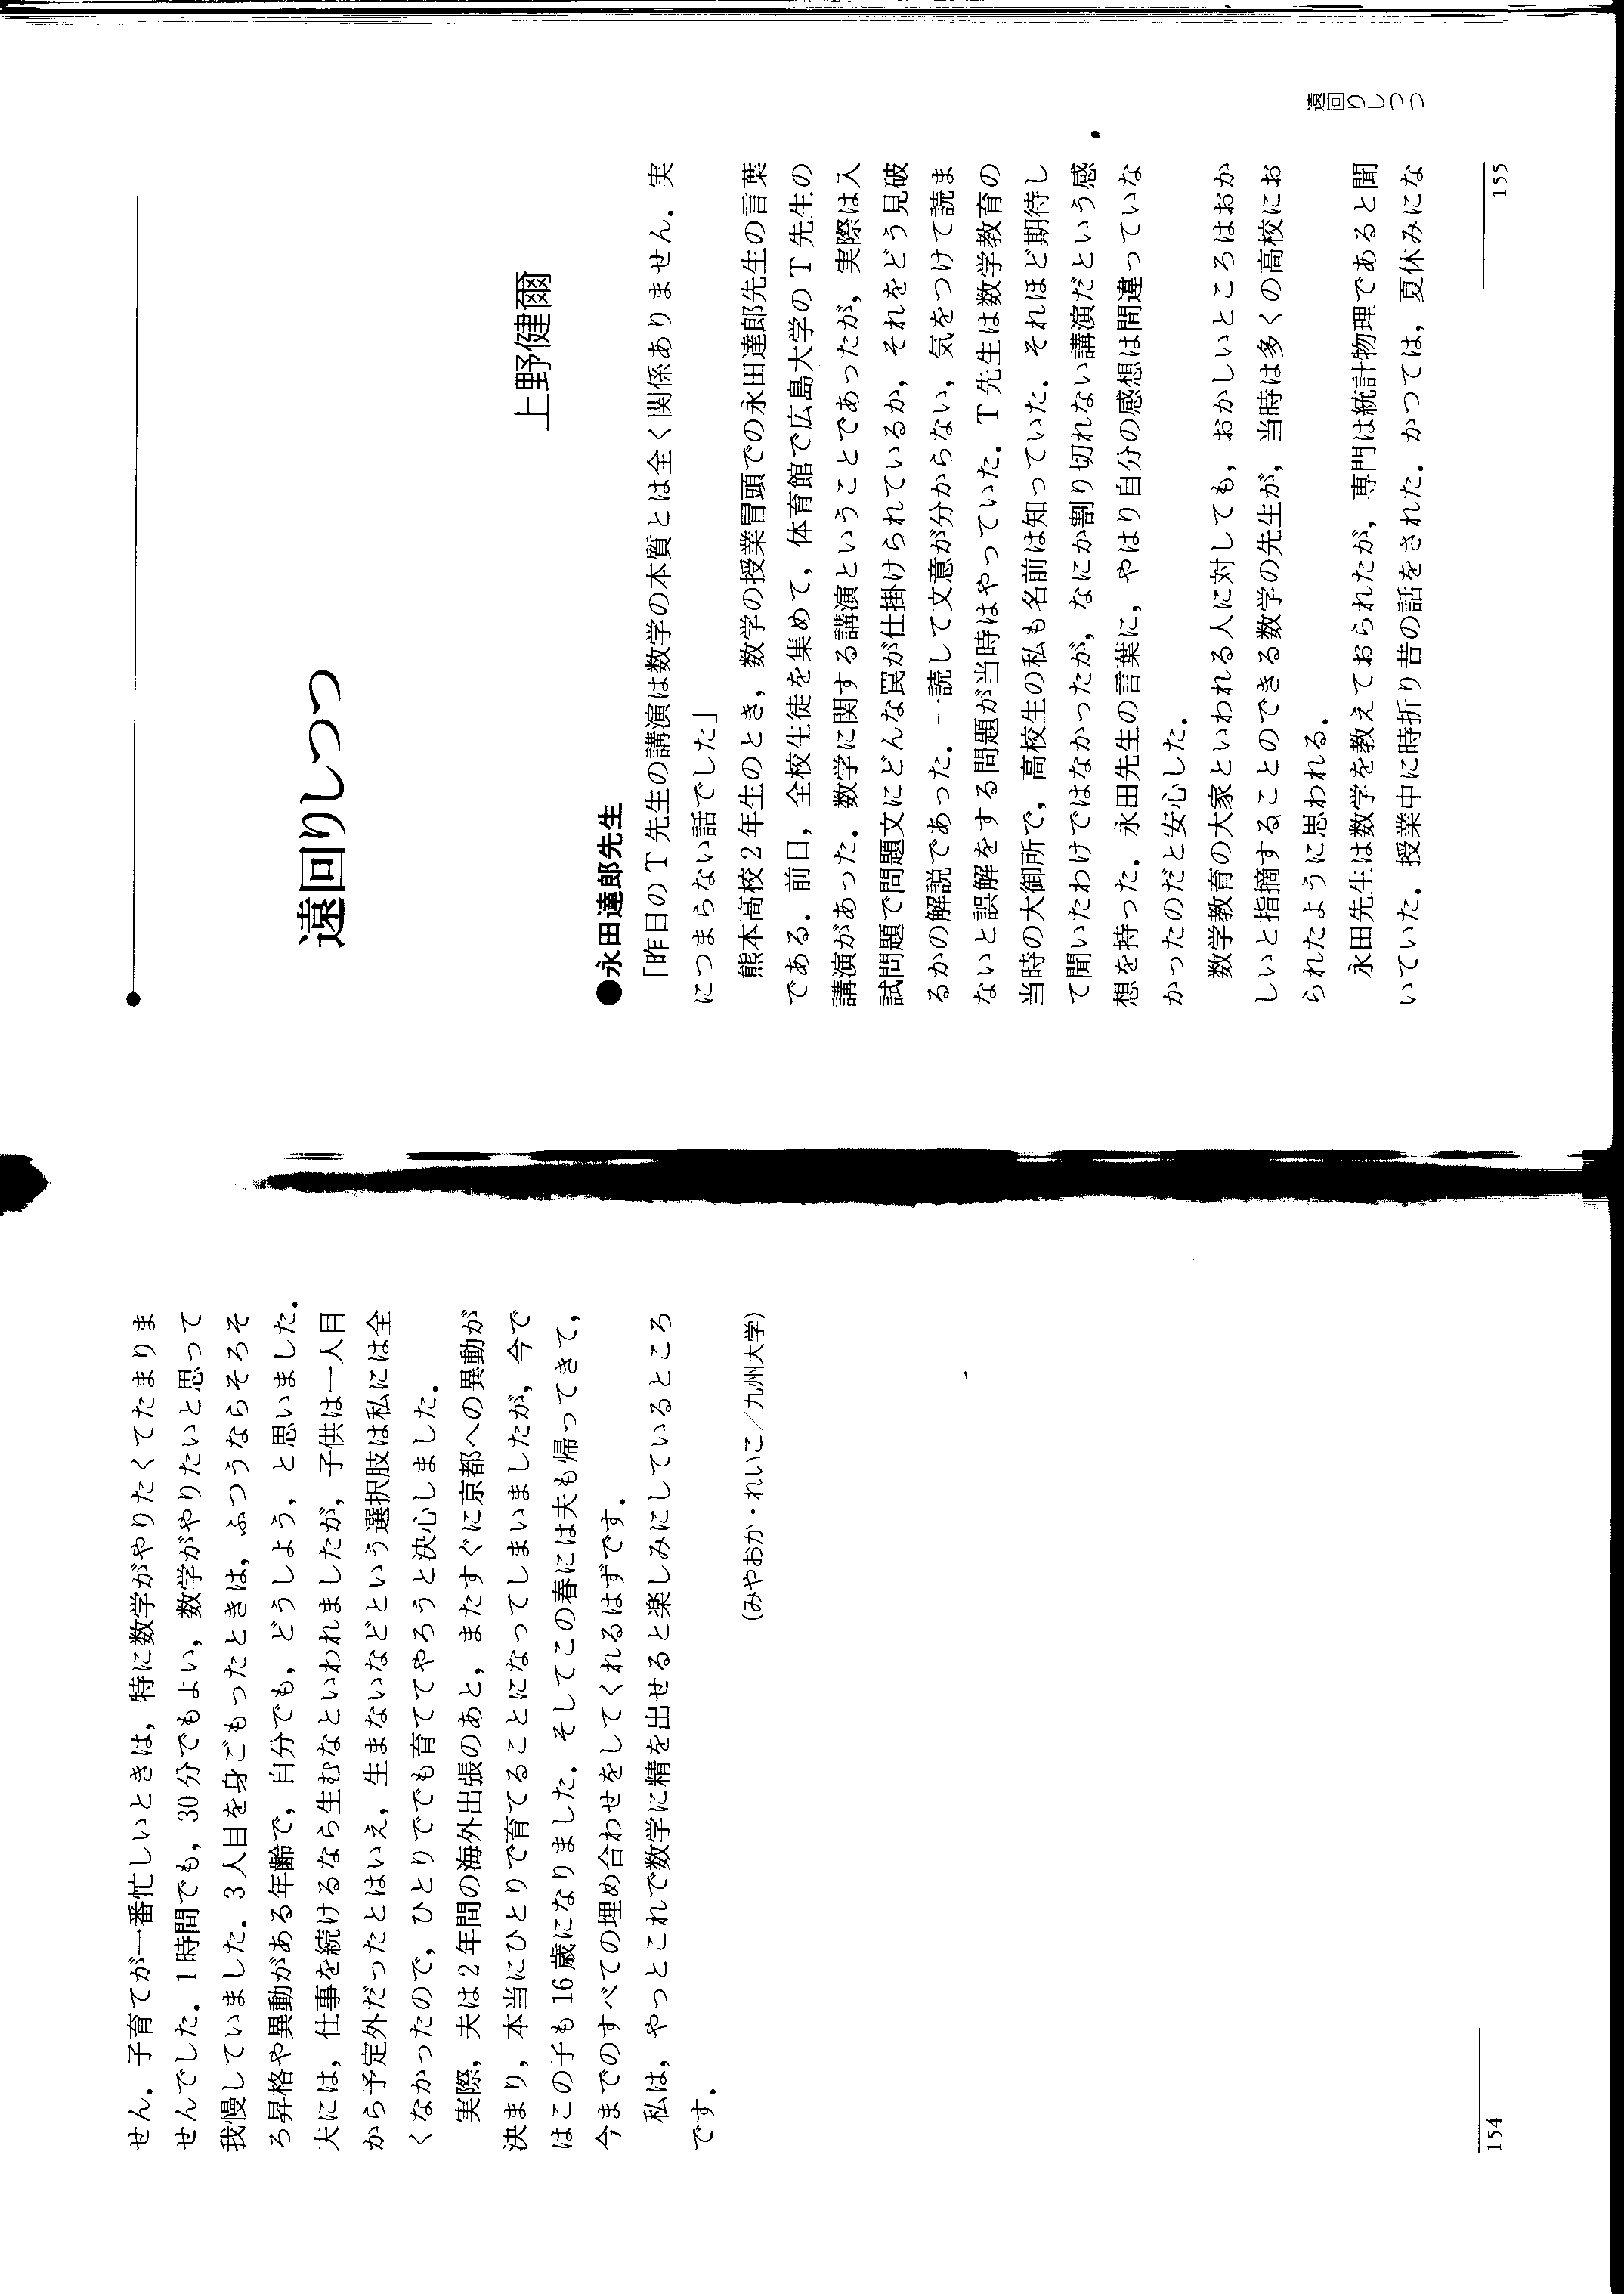 せん．子育てが一番忙しいときは，特に数学がやりたくてたまりま
せんでした．1時間でも，30分でもよい，数学がやりたいと思って
我慢していました．3人目を身ごもったときは，ふつうならそろそ
ろ昇格や異動がある年齢で，自分でも，どうしよう，と思いました．
夫には，仕事を続けるなら生むなといわれましたが，子供は一人目
から予定外だったとはいえ，生まないなどという選択肢は私には全
くなかったので，ひとりででも育ててやろうと決心しました．
実際，夫は2年間の海外出張のあと，またすぐに京都への異動が
決まり，本当にひとりで育てることになってしまいましたが，今で
はこの子も16歳になりました．そしてこの春には夫も帰ってきて，
今までのすべての埋め合わせをしてくれるはずです．
私は，やっとこれで数学に精を出せると楽しみにしているところ
です．
(みやおか・れいこ／九州大学)
154
遠回りしつつ
上野健爾
●永田達郎先生
「昨日のT先生の講演は数学の本質とは全く関係ありません．実
につまらない話でした」
熊本高校2年生のとき，数学の授業冒頭での永田達郎先生の言葉
である．前日，全校生徒を集めて，体育館で広島大学のT先生の
講演があった．数学に関する講演ということであったが，実際は入
試問題で問題文にどんな罠が仕掛けられているか，それをどう見破
るかの解説であった．一読して文意が分からない，気をつけて読ま
ないと誤解をする問題が当時はやっていた．T先生は数学教育の
当時の大御所で，高校生の私も名前は知っていた．それほど期待し
て聞いたわけではなかったが，なにか割り切れない講演だという感
想を持った．永田先生の言葉に，やはり自分の感想は間違っていな
かったのだと安心した．
数学教育の大家といわれる人に対しても，おかしいところはおか
しいと指摘することのできる数学の先生が，当時は多くの高校にお
られたように思われる．
永田先生は数学を教えておられたが，専門は統計物理であると聞
いていた．授業中に時折り昔の話をされた．かつては，夏休みにな
遠回りしつつ
155